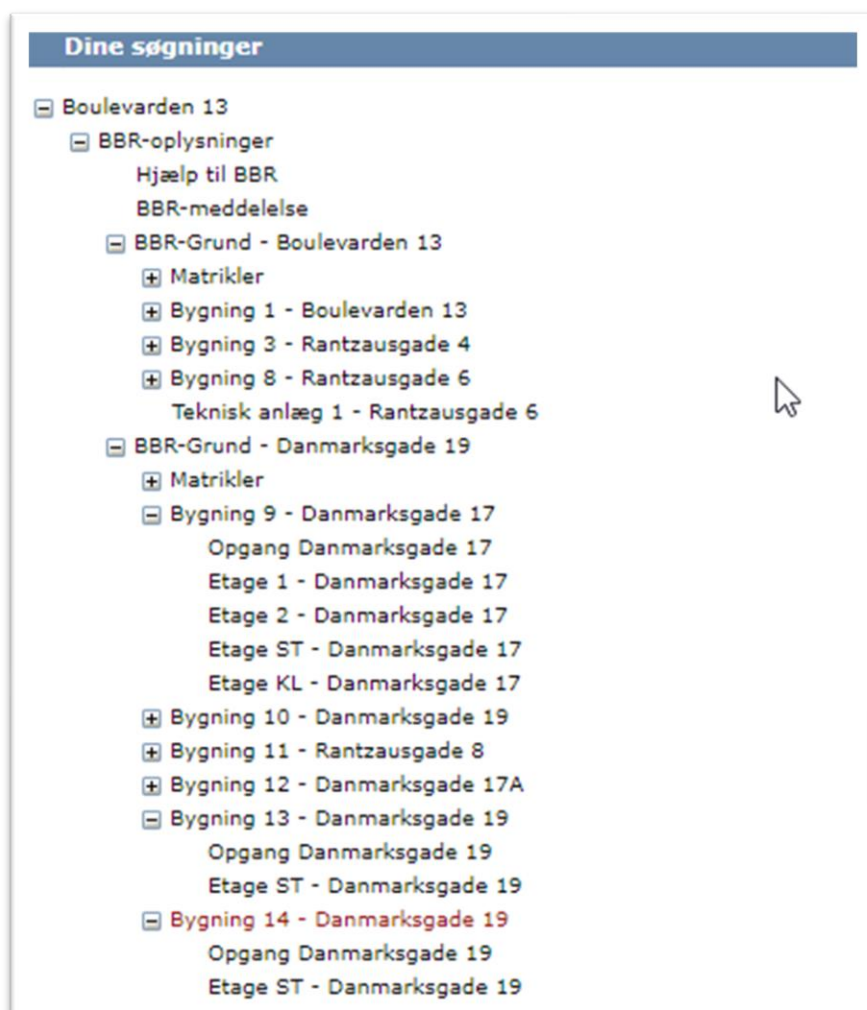 Dine søgninger
Boulevarden 13
BBR-oplysninger
Hjælp til BBR
BBR-meddelelse
BBR-Grund - Boulevarden 13
Matrikler
Bygning 1 - Boulevarden 13
Bygning 3 - Rantzausgade 4
Bygning 8 - Rantzausgade 6
Teknisk anlæg 1 - Rantzausgade 6
BBR-Grund - Danmarksgade 19
Matrikler
Bygning 9 - Danmarksgade 17
Opgang Danmarksgade 17
Etage 1 - Danmarksgade 17
Etage 2 - Danmarksgade 17
Etage ST - Danmarksgade 17
Etage KL - Danmarksgade 17
Bygning 10 - Danmarksgade 19
Bygning 11 - Rantzausgade 8
Bygning 12 - Danmarksgade 17A
Bygning 13 - Danmarksgade 19
Opgang Danmarksgade 19
Etage ST - Danmarksgade 19
Bygning 14 - Danmarksgade 19
Opgang Danmarksgade 19
Etage ST - Danmarksgade 19